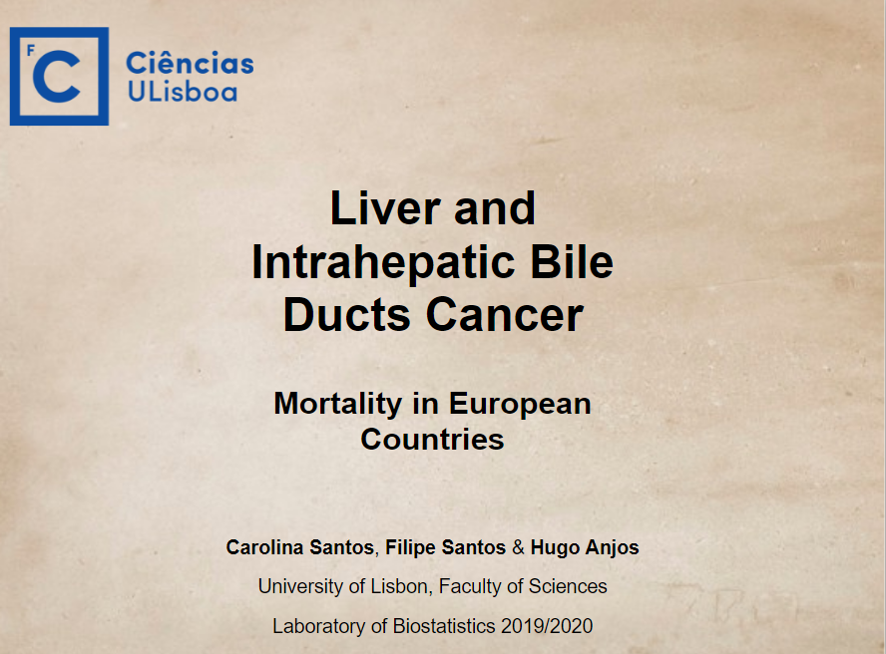 F
C
Ciências
ULisboa
Liver and
Intrahepatic Bile
Ducts Cancer
Mortality in European
Countries
Carolina Santos, Filipe Santos & Hugo Anjos
University of Lisbon, Faculty of Sciences
Laboratory of Biostatistics 2019/2020